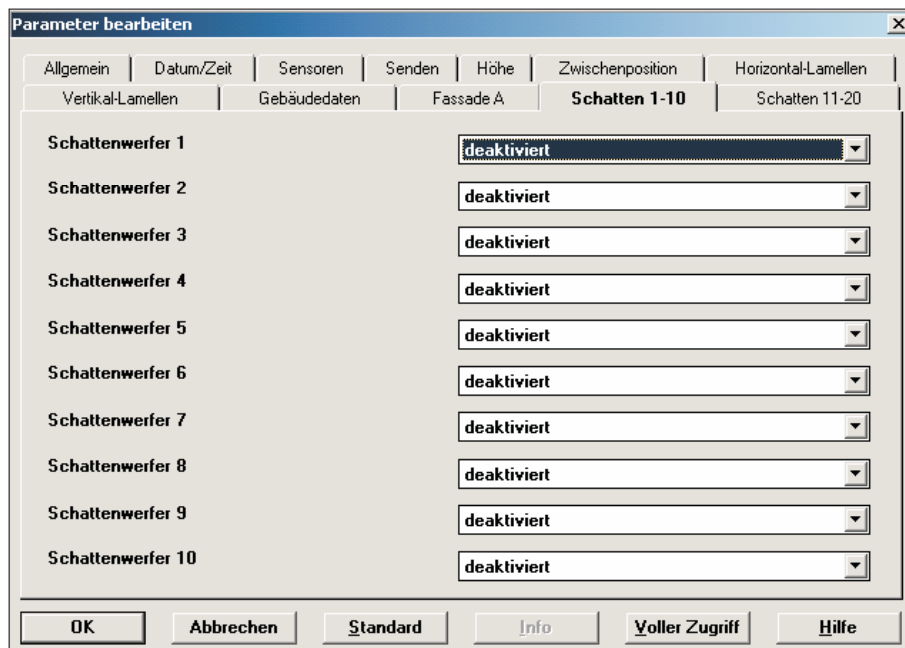 Parameter bearbeiten
Allgemein Datum/Zeit Sensoren Senden Höhe Zwischenposition Horizontal-Lamellen
Vertikal-Lamellen Gebäudedaten Fassade A Schatten 1-10 Schatten 11-20
Schattenwerfer 1 deaktiviert
Schattenwerfer 2 deaktiviert
Schattenwerfer 3 deaktiviert
Schattenwerfer 4 deaktiviert
Schattenwerfer 5 deaktiviert
Schattenwerfer 6 deaktiviert
Schattenwerfer 7 deaktiviert
Schattenwerfer 8 deaktiviert
Schattenwerfer 9 deaktiviert
Schattenwerfer 10 deaktiviert
OK Abbrechen Standard Info Voller Zugriff Hilfe